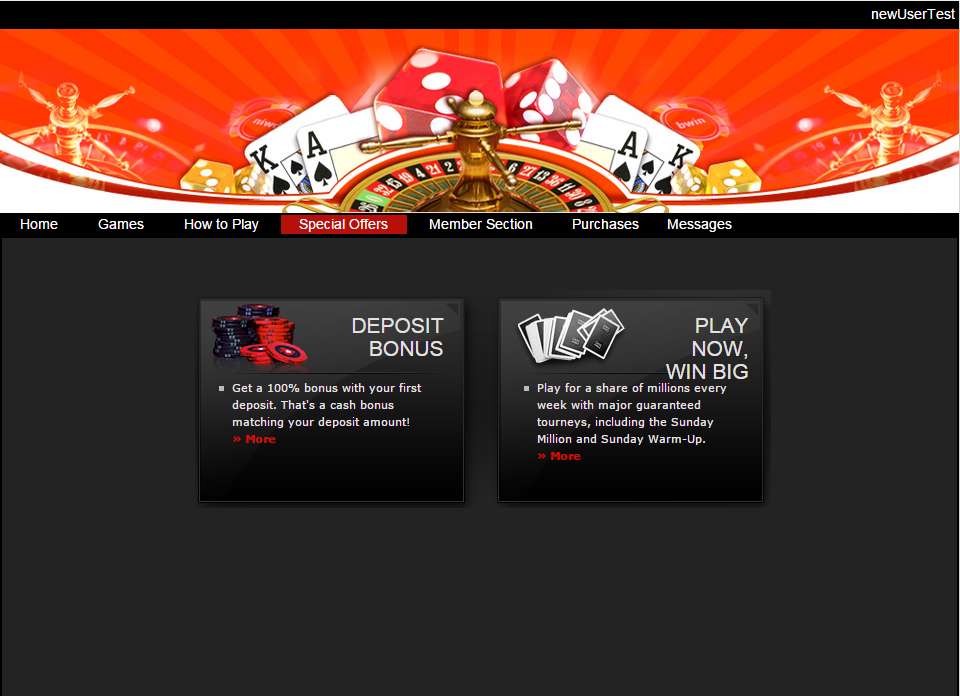 newUserTest
K A
A K
bwin
Home Games How to Play Special Offers Member Section Purchases Messages
DEPOSIT
BONUS
Get a 100% bonus with your first
deposit. That's a cash bonus
matching your deposit amount!
» More
PLAY
NOW,
WIN BIG
Play for a share of millions every
week with major guaranteed
tourneys, including the Sunday
Million and Sunday Warm-Up.
» More